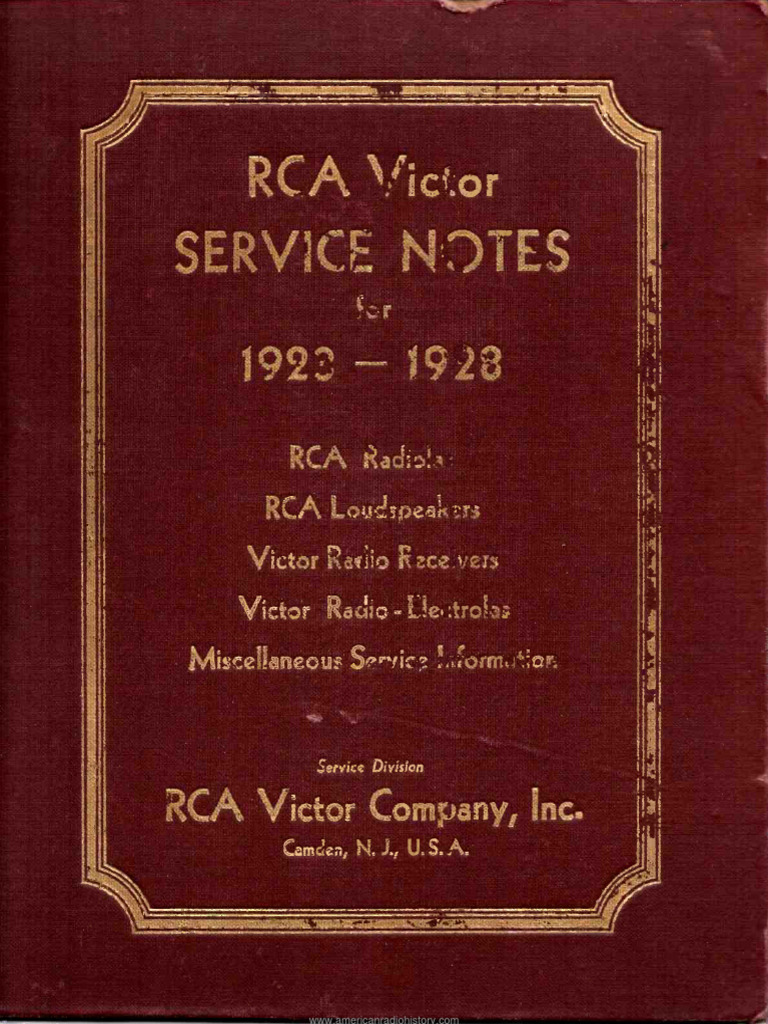 RCA Victor
SERVICE NOTES
for
1923 — 1928
RCA Radiolas
RCA Loudspeakers
Victor Radio Receivers
Victor Radio-Electrolas
Miscellaneous Service Information
Service Division
RCA Victor Company, Inc.
Camden, N. J., U. S. A.
www.americanradiohistory.com